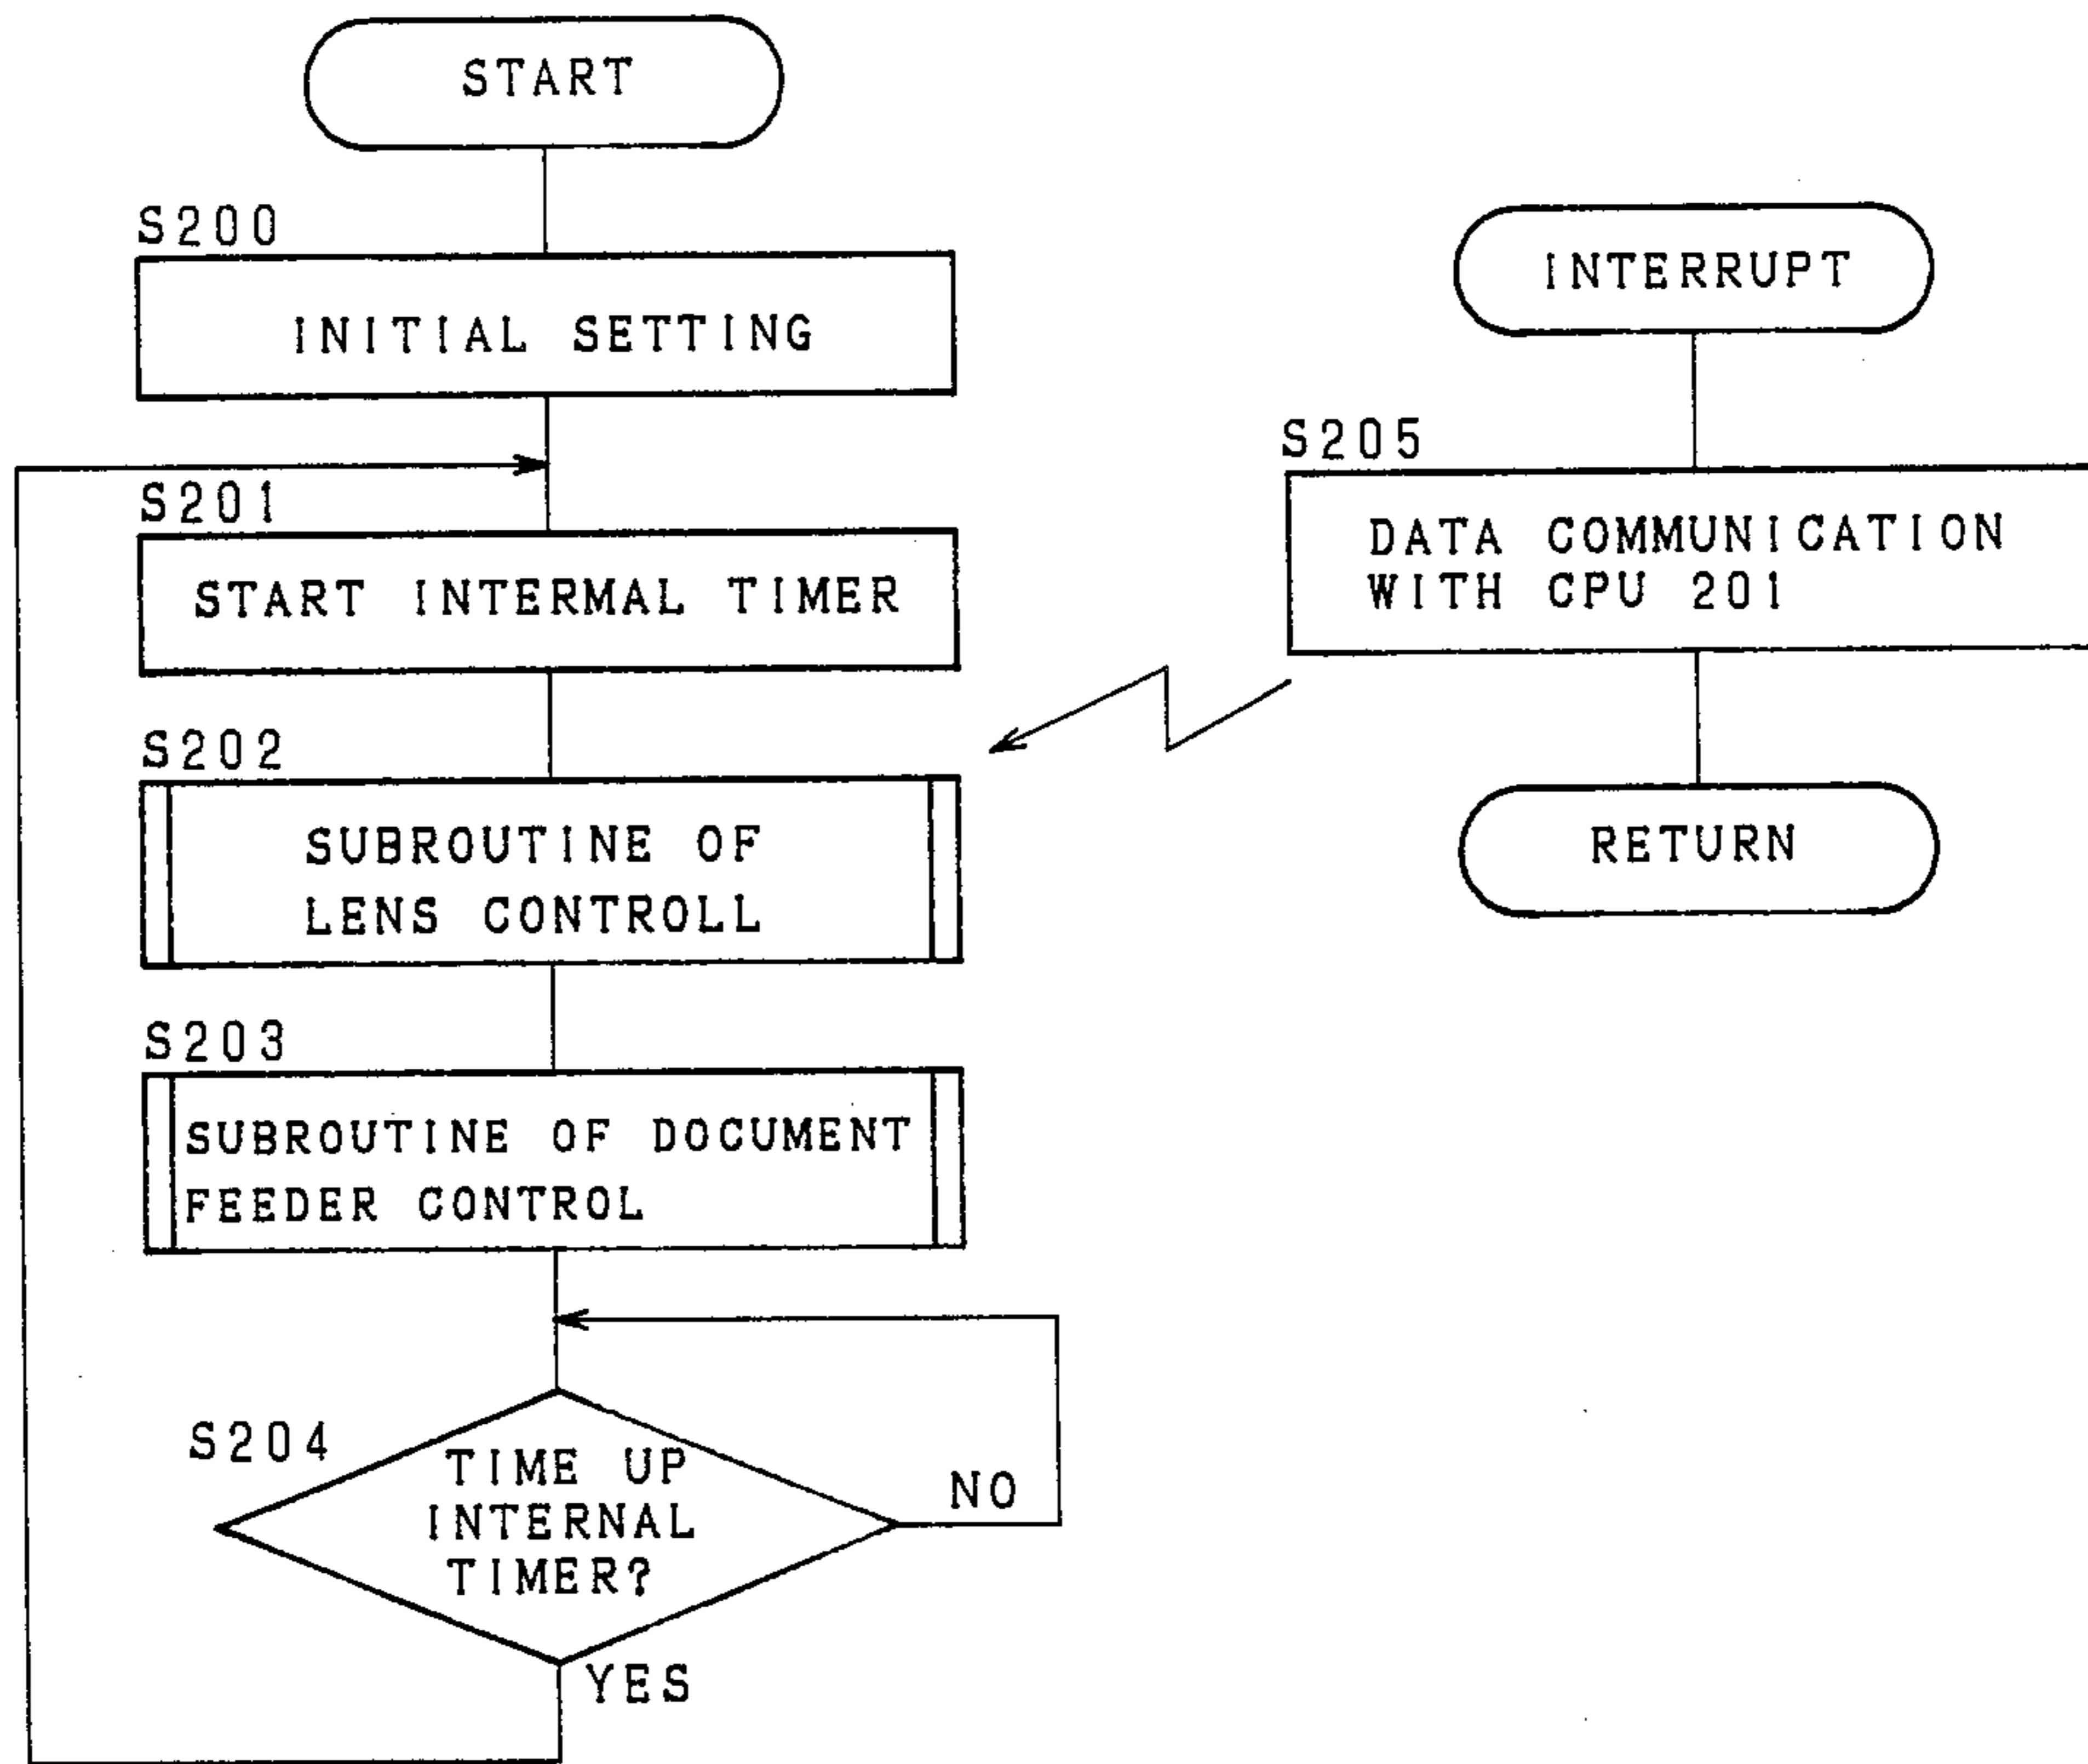 START
S200
INITIAL SETTING
S201
START INTERMAL TIMER
S202
SUBROUTINE OF
LENS CONTROLL
S203
SUBROUTINE OF DOCUMENT
FEEDER CONTROL
S204
TIME UP
INTERNAL
TIMER?
NO
YES
INTERRUPT
S205
DATA COMMUNICATION
WITH CPU 201
RETURN